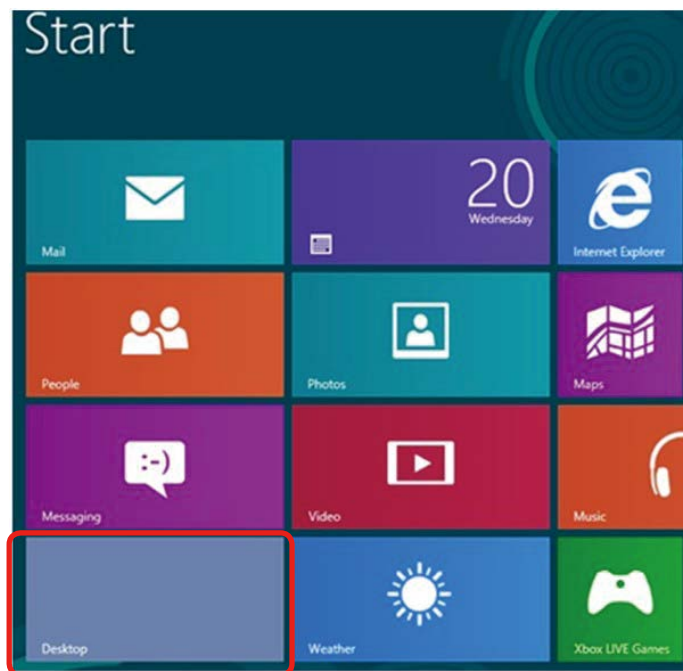 Start
Mail
20
Wednesday
Internet Explorer
People
Photos
Maps
:-)
Messaging
Video
Music
Desktop
Weather
Xbox LIVE Games